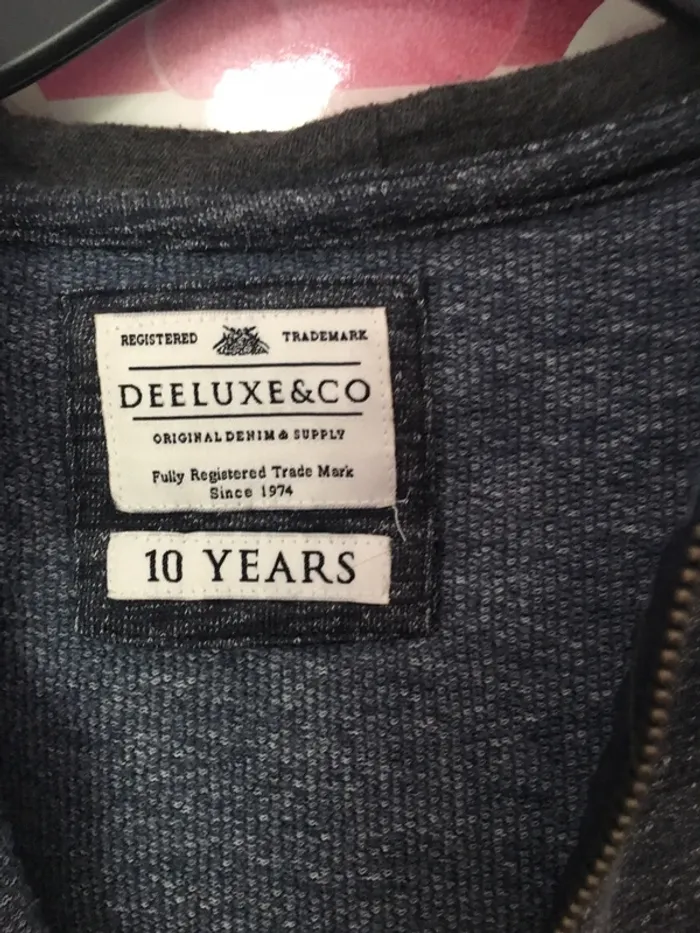 REGISTERED TRADEMARK
DEELUXE&CO
ORIGINAL DENIM & SUPPLY
Fully Registered Trade Mark
Since 1974
10 YEARS